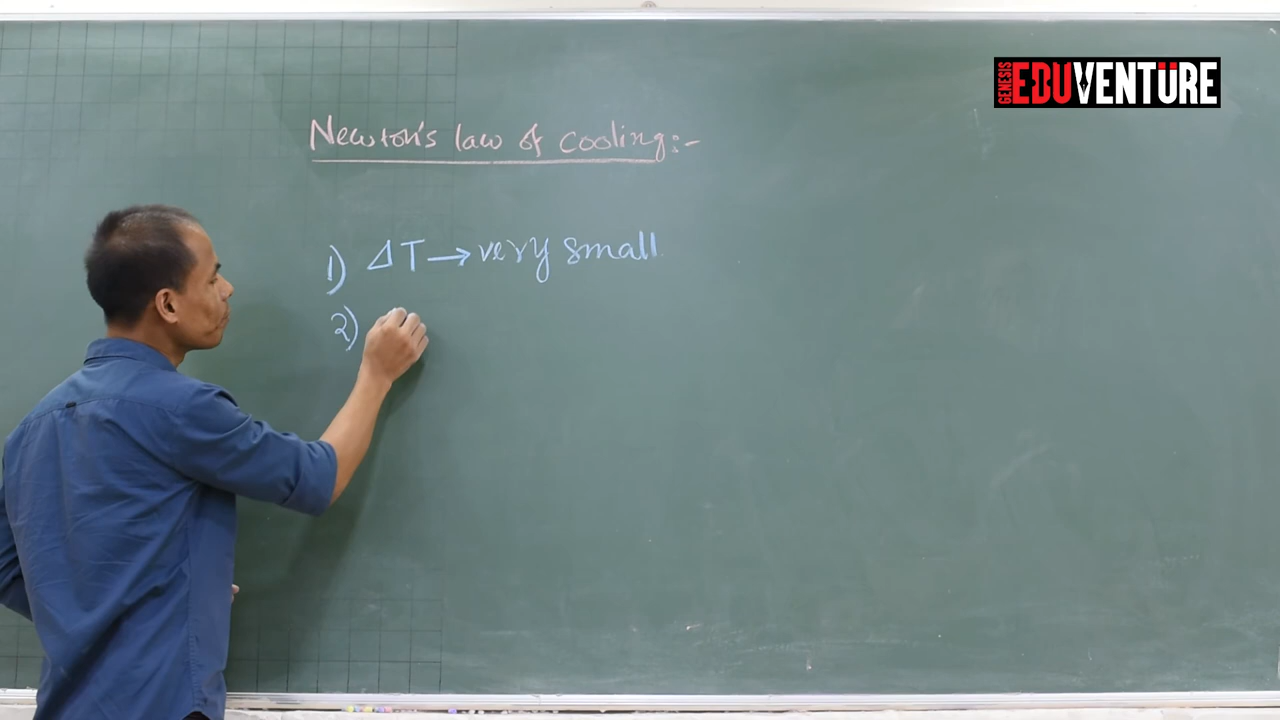 GENESIS EDUVENTURE
Newton's law of cooling:-
1) ΔT → very small
2)